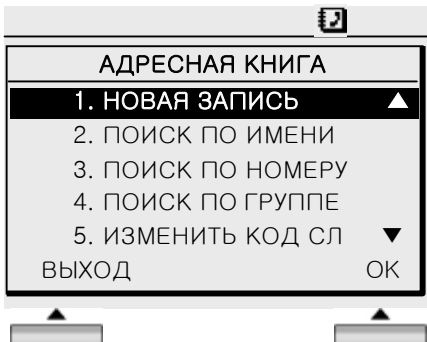 АДРЕСНАЯ КНИГА
1. НОВАЯ ЗАПИСЬ
2. ПОИСК ПО ИМЕНИ
3. ПОИСК ПО НОМЕРУ
4. ПОИСК ПО ГРУППЕ
5. ИЗМЕНИТЬ КОД СЛ
ВЫХОД OK